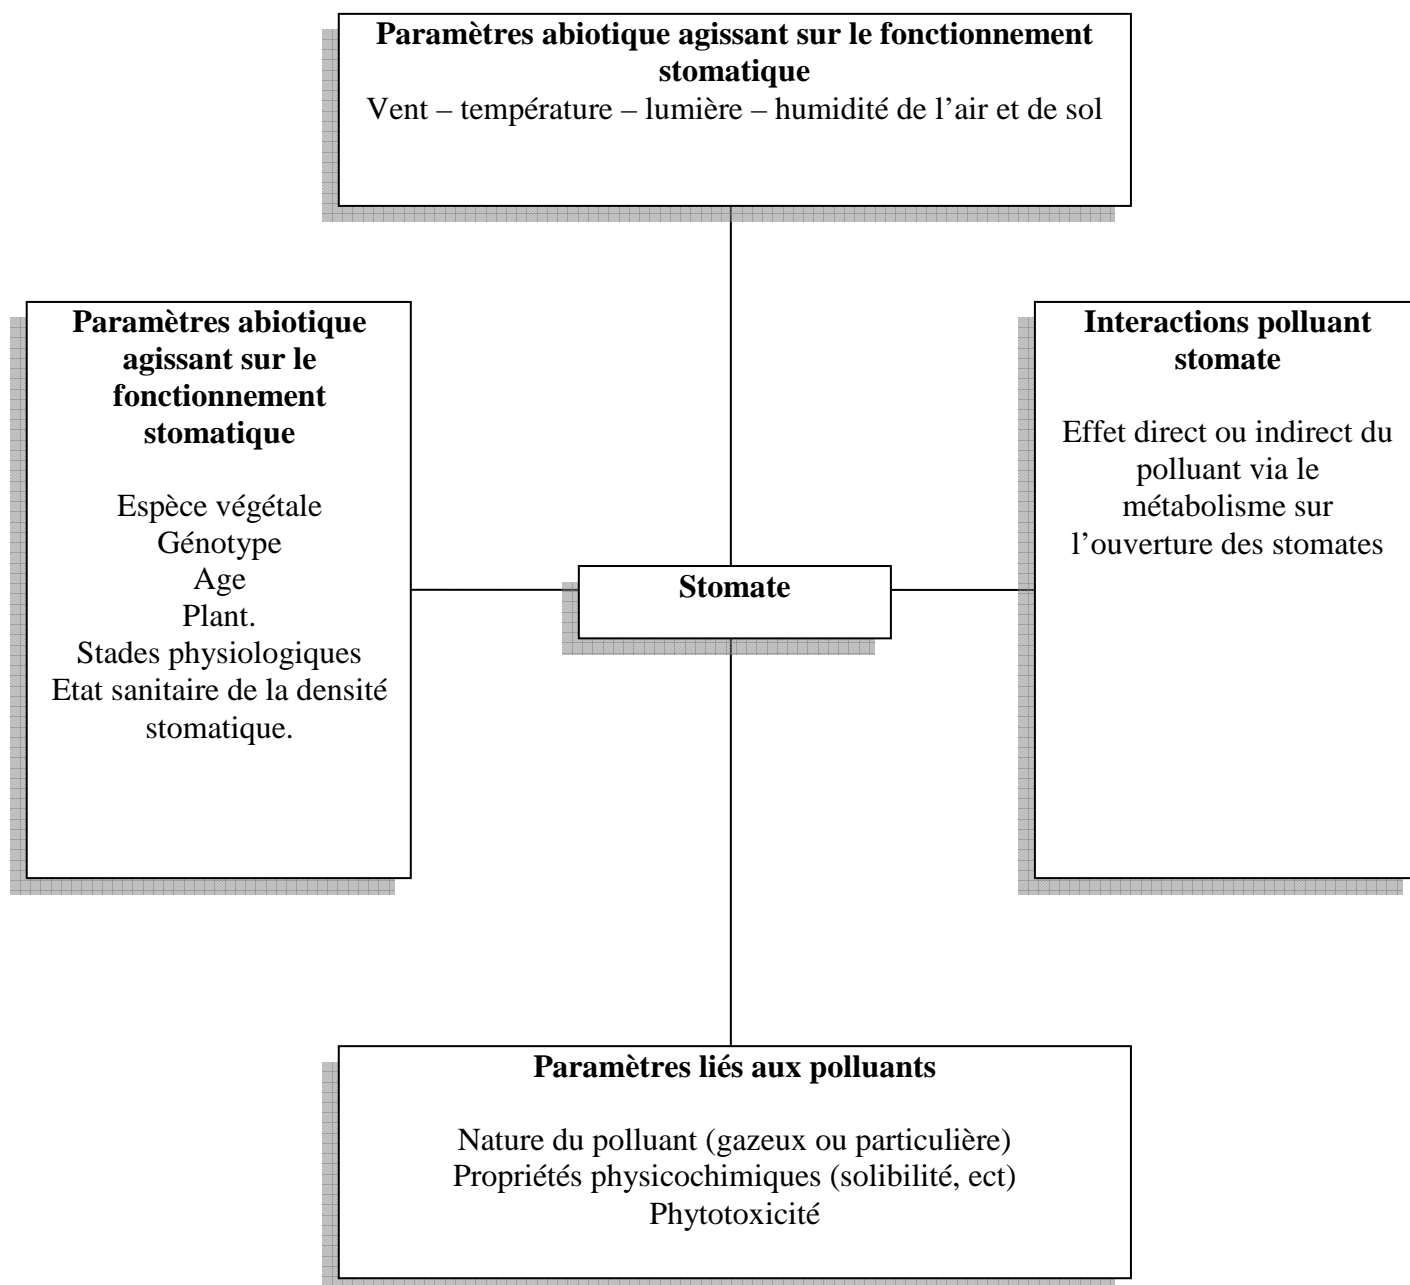 Paramètres abiotique agissant sur le fonctionnement
stomatique
Vent – température – lumière – humidité de l’air et de sol
Paramètres abiotique
agissant sur le
fonctionnement
stomatique
Espèce végétale
Génotype
Age
Plant.
Stades physiologiques
Etat sanitaire de la densité
stomatique.
Stomate
Interactions polluant
stomate
Effet direct ou indirect du
polluant via le
métabolisme sur
l’ouverture des stomates
Paramètres liés aux polluants
Nature du polluant (gazeux ou particulière)
Propriétés physicochimiques (solibilité, ect)
Phytotoxicité